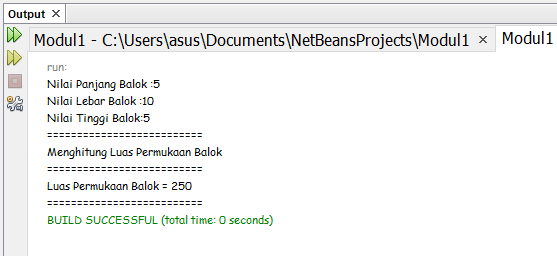 Output ×
Modul1 - C:\Users\asus\Documents\NetBeansProjects\Modul1 × Modul1
run:
Nilai Panjang Balok :5
Nilai Lebar Balok :10
Nilai Tinggi Balok:5
==========================
Menghitung Luas Permukaan Balok
==========================
Luas Permukaan Balok = 250
==========================
BUILD SUCCESSFUL (total time: 0 seconds)